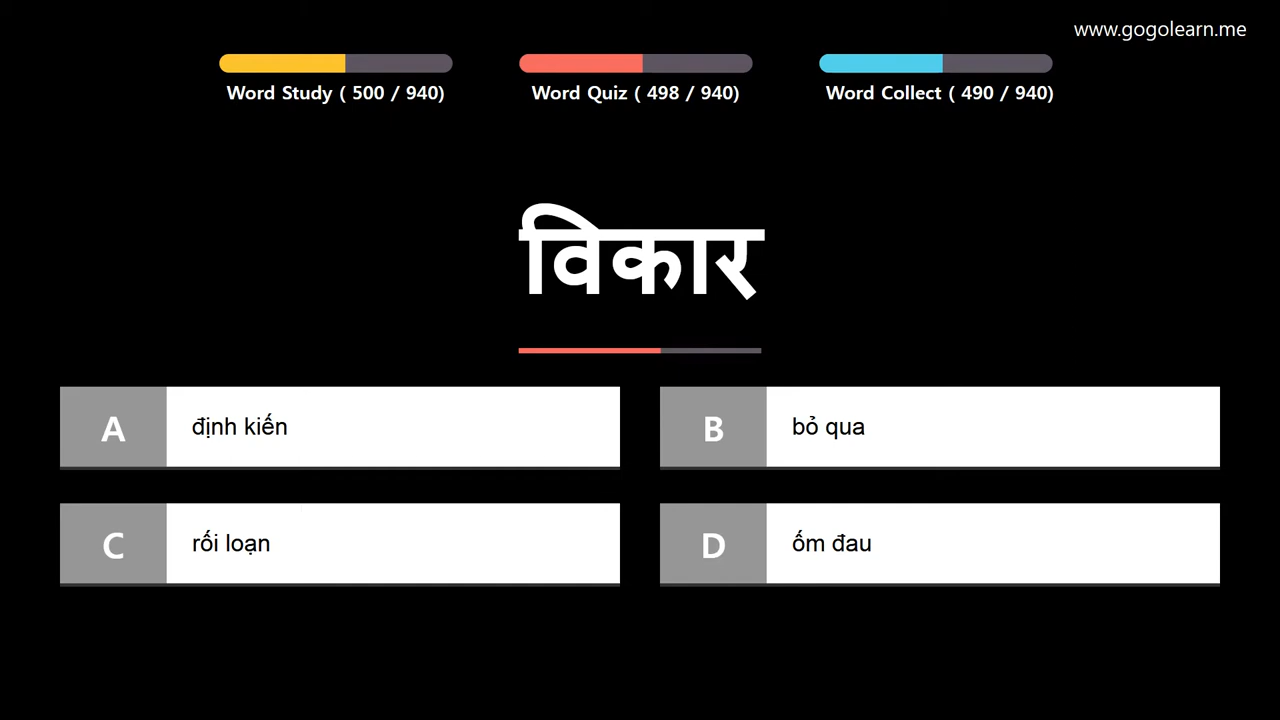 www.gogolearn.me
Word Study ( 500 / 940)
Word Quiz ( 498 / 940)
Word Collect ( 490 / 940)
विकार
A
định kiến
B
bỏ qua
C
rối loạn
D
ốm đau